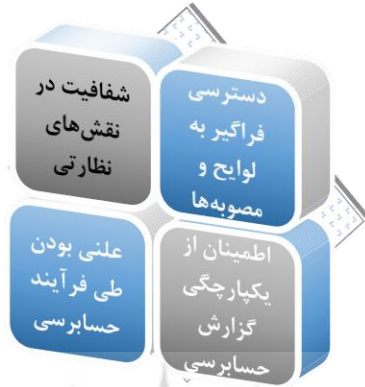 دسترسی
فراگیر به
لوایح و
مصوبه‌ها
شفافیت در
نقش‌های
نظارتی
اطمینان از
یکپارچگی
گزارش
حسابرسی
علنی بودن
طی فرآیند
حسابرسی